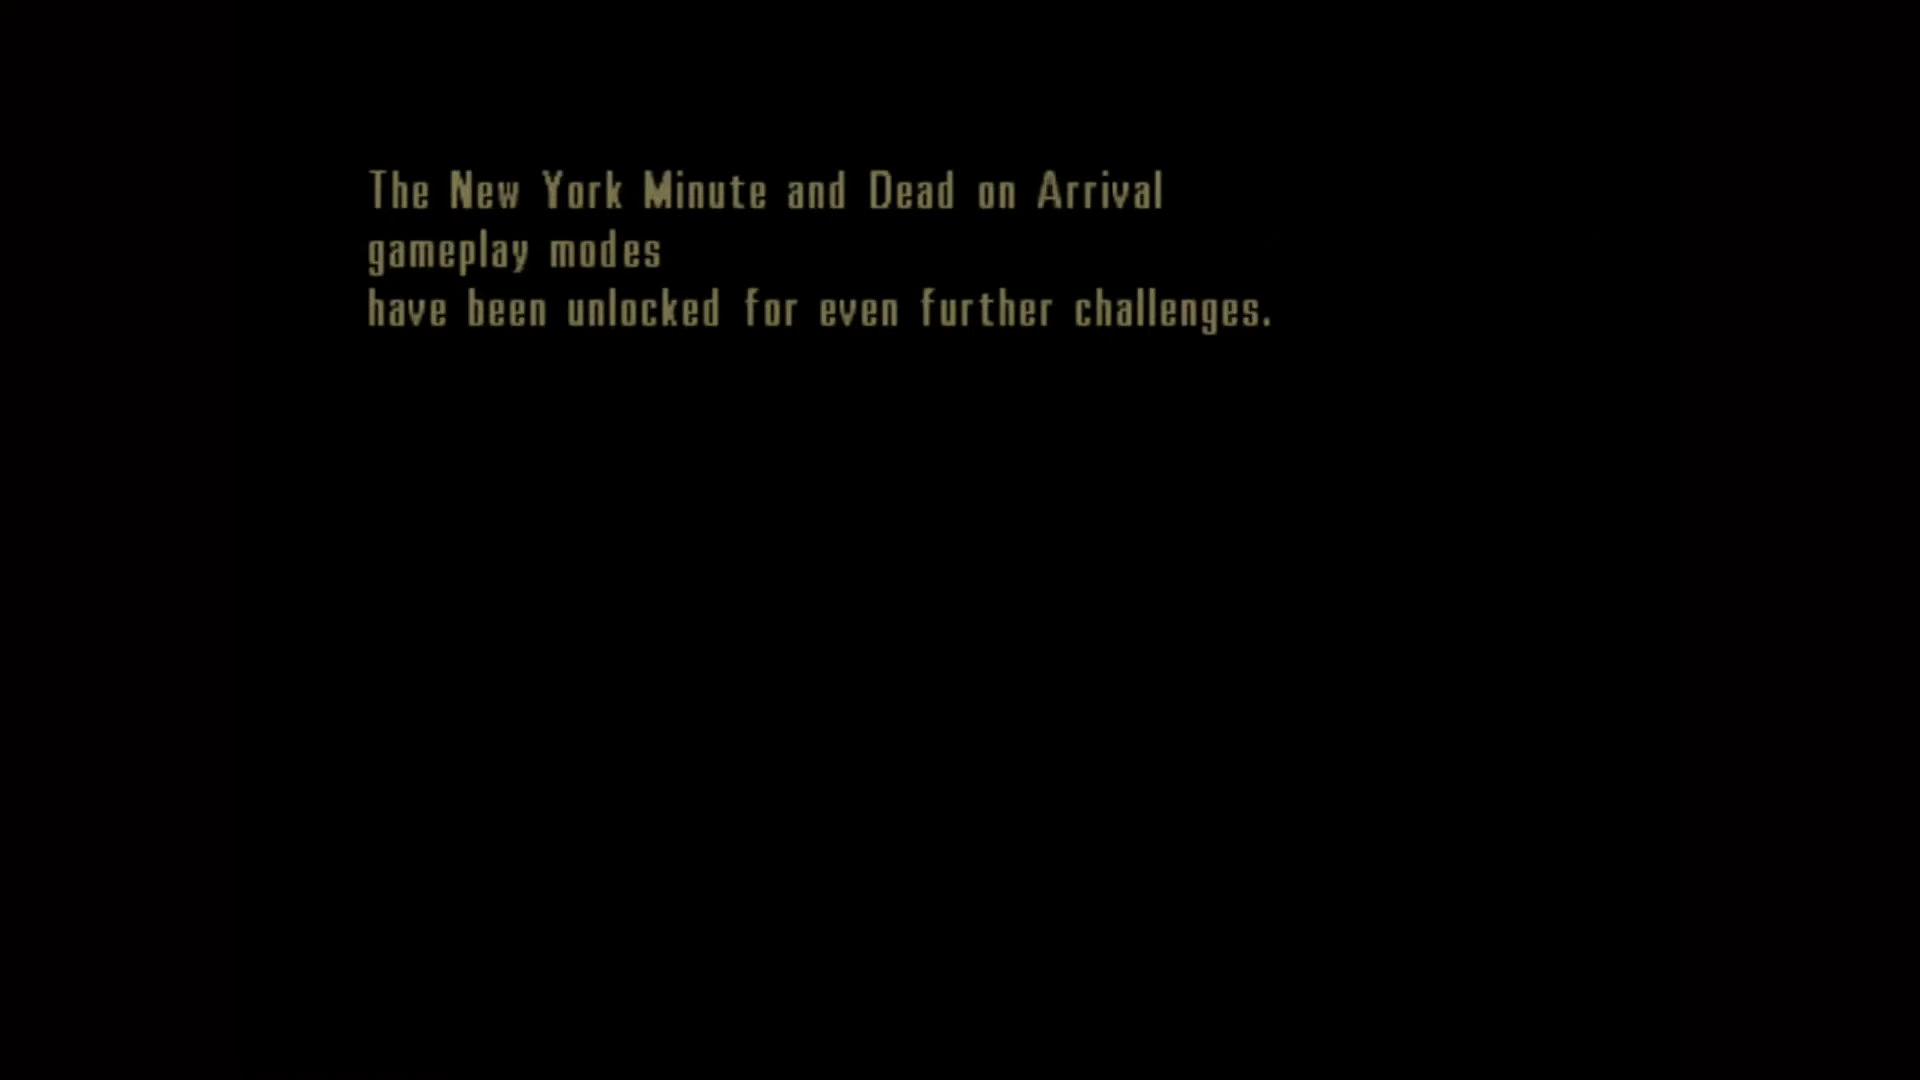 The New York Minute and Dead on Arrival
gameplay modes
have been unlocked for even further challenges.